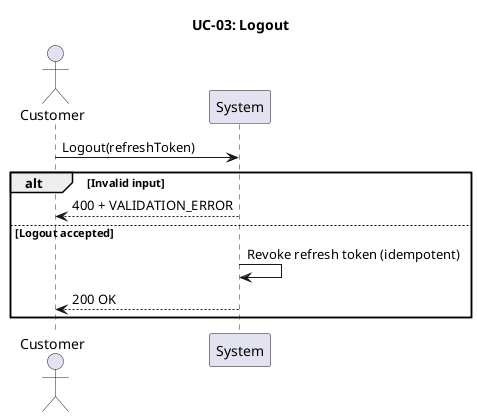 UC-03: Logout
Customer
System
Logout(refreshToken)
alt
[Invalid input]
400 + VALIDATION_ERROR
[Logout accepted]
Revoke refresh token (idempotent)
200 OK
Customer
System